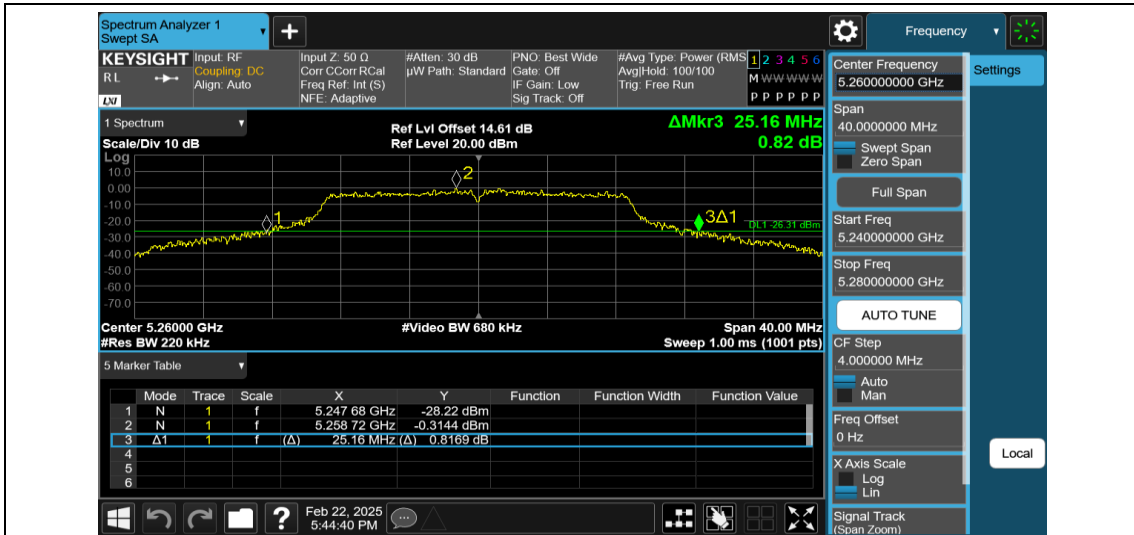 Spectrum Analyzer 1
Swept SA
Frequency
KEYSIGHT
R L
LXI
Input: RF
Coupling: DC
Align: Auto
Input Z: 50 Ω
Corr CCorr RCal
Freq Ref: Int (S)
NFE: Adaptive
#Atten: 30 dB
µW Path: Standard
PNO: Best Wide
Gate: Off
IF Gain: Low
Sig Track: Off
#Avg Type: Power (RMS
Avg|Hold: 100/100
Trig: Free Run
1 2 3 4 5 6
M W W W W W
P P P P P P
1 Spectrum
Scale/Div 10 dB
Ref Lvl Offset 14.61 dB
Ref Level 20.00 dBm
ΔMkr3 25.16 MHz
0.82 dB
Log
10.0
0.00
-10.0
-20.0
-30.0
-40.0
-50.0
-60.0
-70.0
1
2
3Δ1
DL1 -26.31 dBm
Center 5.26000 GHz
#Res BW 220 kHz
#Video BW 680 kHz
Span 40.00 MHz
Sweep 1.00 ms (1001 pts)
5 Marker Table
Mode Trace Scale X Y Function Function Width Function Value
1 N 1 f 5.247 68 GHz -28.22 dBm
2 N 1 f 5.258 72 GHz -0.3144 dBm
3 Δ1 1 f (Δ) 25.16 MHz (Δ) 0.8169 dB
4
5
6
Feb 22, 2025
5:44:40 PM
Center Frequency
5.260000000 GHz
Span
40.0000000 MHz
Swept Span
Zero Span
Full Span
Start Freq
5.240000000 GHz
Stop Freq
5.280000000 GHz
AUTO TUNE
CF Step
4.000000 MHz
Auto
Man
Freq Offset
0 Hz
X Axis Scale
Log
Lin
Signal Track
(Span Zoom)
Settings
Local